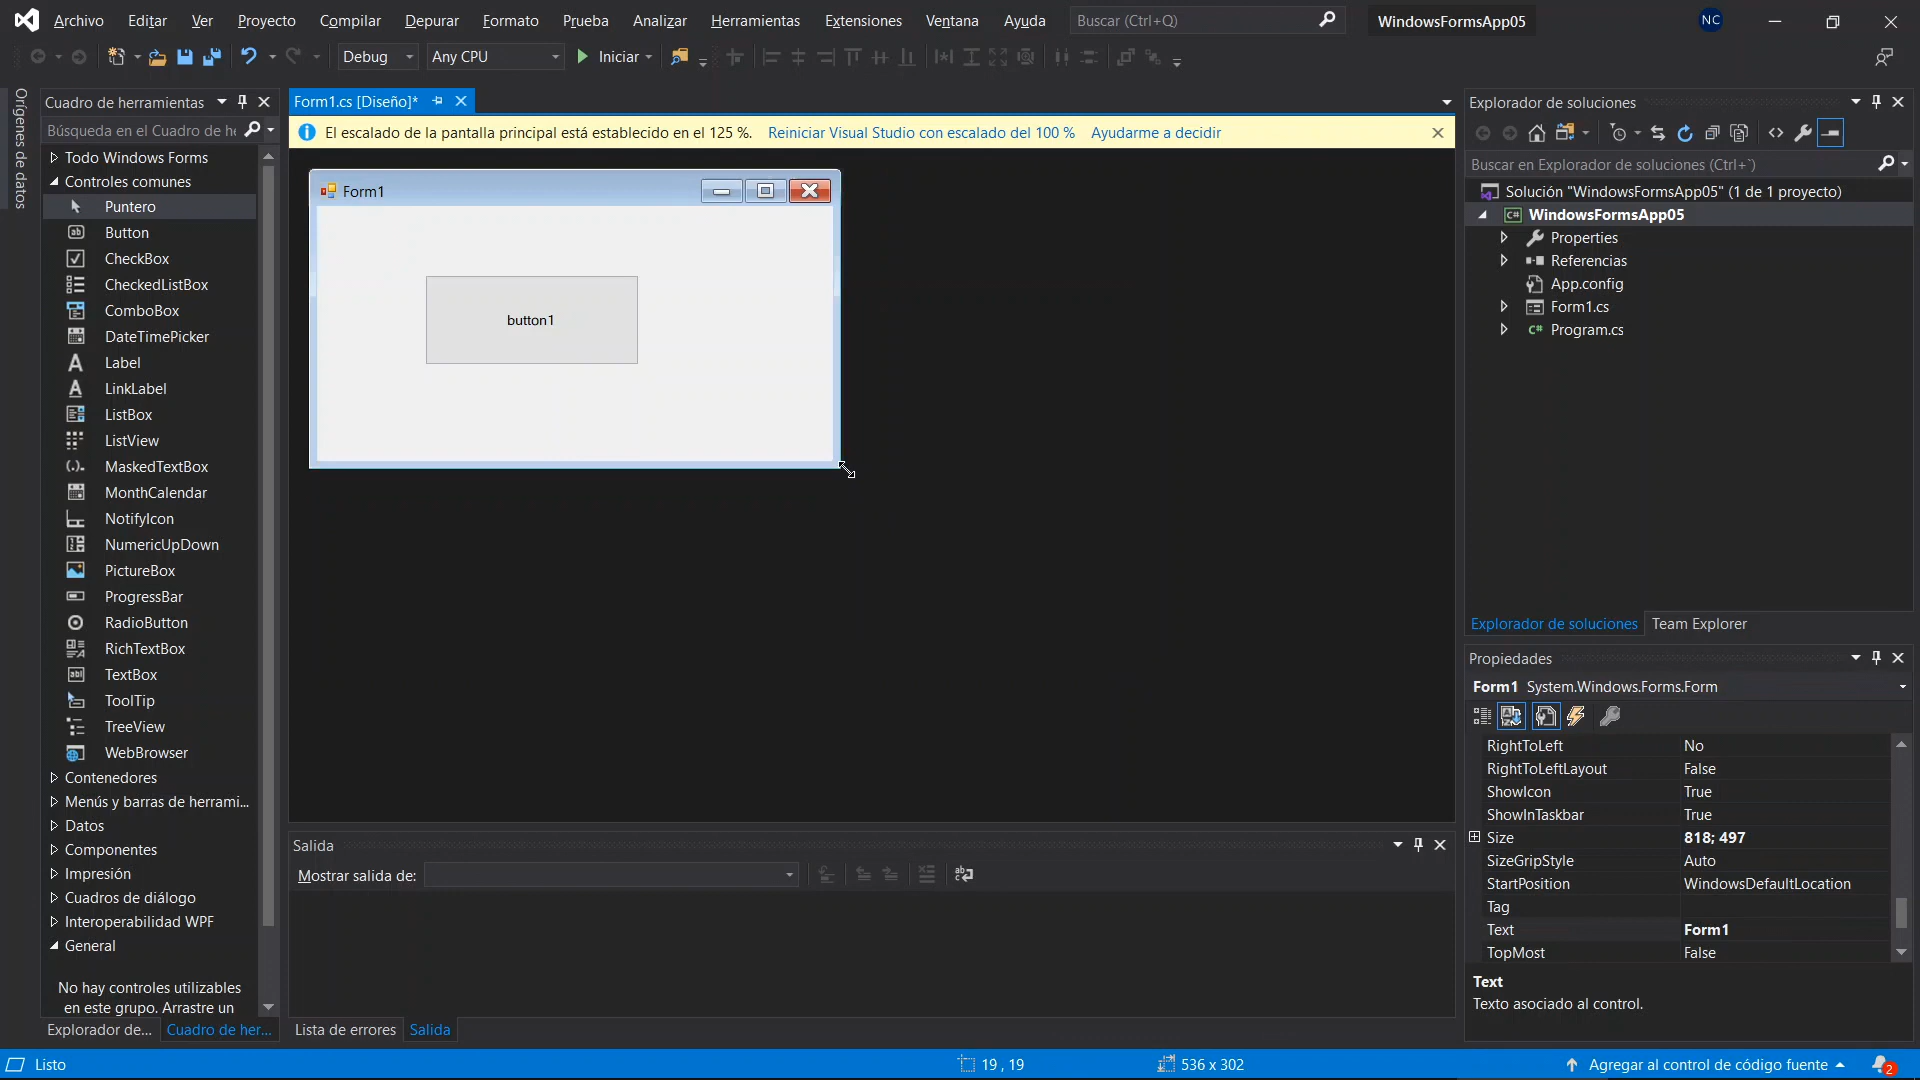 Archivo Editar Ver Proyecto Compilar Depurar Formato Prueba Analizar Herramientas Extensiones Ventana Ayuda Buscar (Ctrl+Q) WindowsFormsApp05 NC
Debug Any CPU Iniciar
Orígenes de datos
Cuadro de herramientas
Búsqueda en el Cuadro de he
Todo Windows Forms
Controles comunes
Puntero
Button
CheckBox
CheckedListBox
ComboBox
DateTimePicker
Label
LinkLabel
ListBox
ListView
MaskedTextBox
MonthCalendar
NotifyIcon
NumericUpDown
PictureBox
ProgressBar
RadioButton
RichTextBox
TextBox
ToolTip
TreeView
WebBrowser
Contenedores
Menús y barras de herrami...
Datos
Componentes
Impresión
Cuadros de diálogo
Interoperabilidad WPF
General
No hay controles utilizables
en este grupo. Arrastre un
Explorador de... Cuadro de her...
Form1.cs [Diseño]*
El escalado de la pantalla principal está establecido en el 125 %. Reiniciar Visual Studio con escalado del 100 % Ayudarme a decidir
Form1
button1
Salida
Mostrar salida de:
Lista de errores Salida
Explorador de soluciones
Buscar en Explorador de soluciones (Ctrl+`)
Solución "WindowsFormsApp05" (1 de 1 proyecto)
C# WindowsFormsApp05
Properties
Referencias
App.config
Form1.cs
C# Program.cs
Explorador de soluciones Team Explorer
Propiedades
Form1 System.Windows.Forms.Form
RightToLeft No
RightToLeftLayout False
ShowIcon True
ShowInTaskbar True
Size 818; 497
SizeGripStyle Auto
StartPosition WindowsDefaultLocation
Tag
Text Form1
TopMost False
Text
Texto asociado al control.
Listo 19 , 19 536 x 302 Agregar al control de código fuente 2